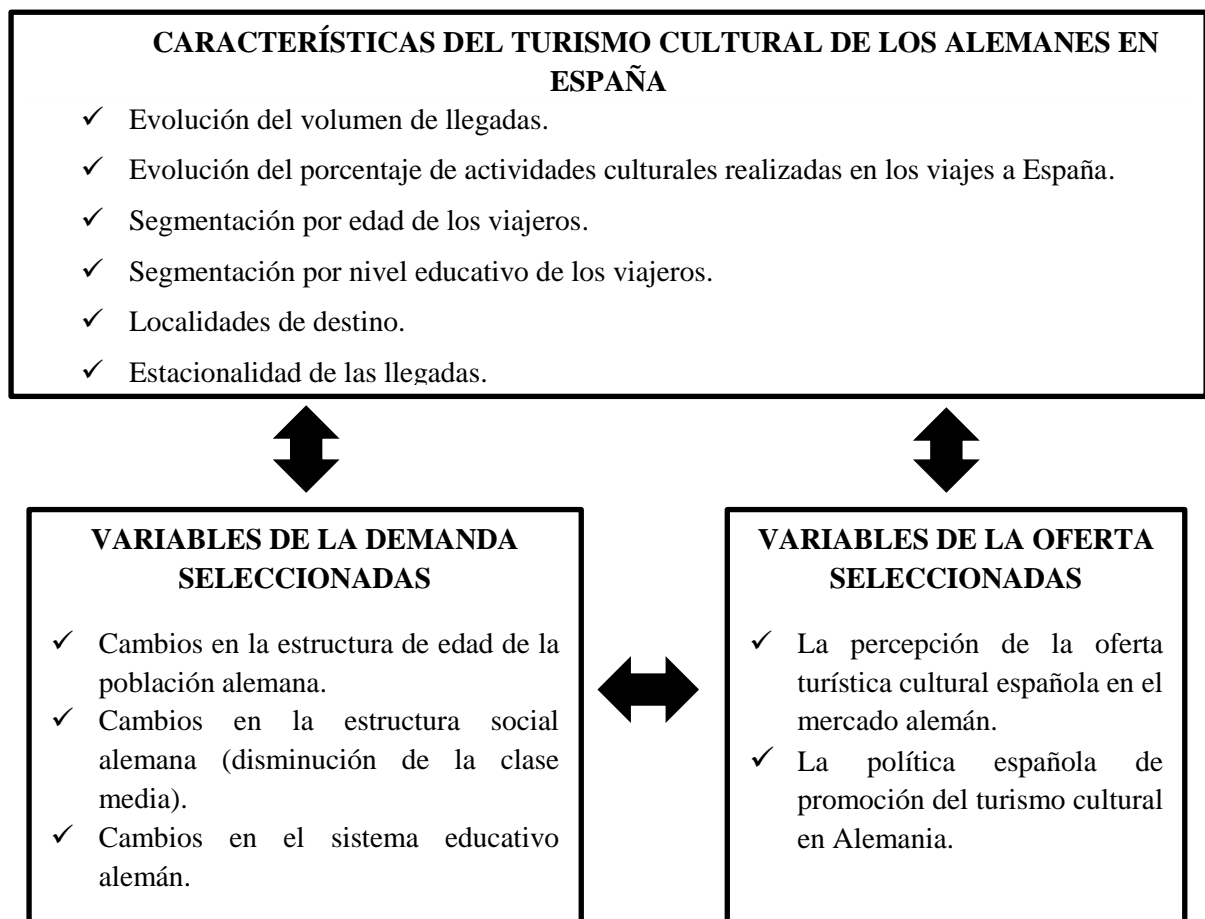 CARACTERÍSTICAS DEL TURISMO CULTURAL DE LOS ALEMANES EN
ESPAÑA
✓ Evolución del volumen de llegadas.
✓ Evolución del porcentaje de actividades culturales realizadas en los viajes a España.
✓ Segmentación por edad de los viajeros.
✓ Segmentación por nivel educativo de los viajeros.
✓ Localidades de destino.
✓ Estacionalidad de las llegadas.
VARIABLES DE LA DEMANDA
SELECCIONADAS
✓ Cambios en la estructura de edad de la
población alemana.
✓ Cambios en la estructura social
alemana (disminución de la clase
media).
✓ Cambios en el sistema educativo
alemán.
VARIABLES DE LA OFERTA
SELECCIONADAS
✓ La percepción de la oferta
turística cultural española en el
mercado alemán.
✓ La política española de
promoción del turismo cultural
en Alemania.